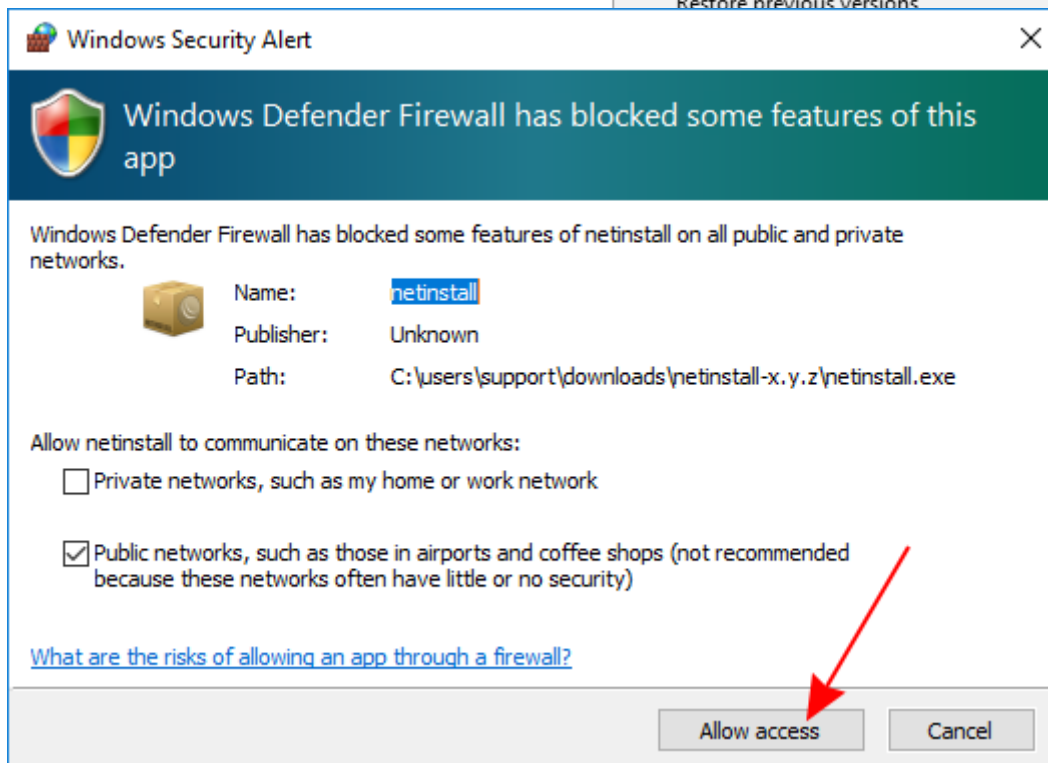 Restore previous versions
Windows Security Alert
Windows Defender Firewall has blocked some features of this
app
Windows Defender Firewall has blocked some features of netinstall on all public and private
networks.
Name: netinstall
Publisher: Unknown
Path: C:\users\support\downloads\netinstall-x.y.z\netinstall.exe
Allow netinstall to communicate on these networks:
Private networks, such as my home or work network
Public networks, such as those in airports and coffee shops (not recommended
because these networks often have little or no security)
What are the risks of allowing an app through a firewall?
Allow access Cancel